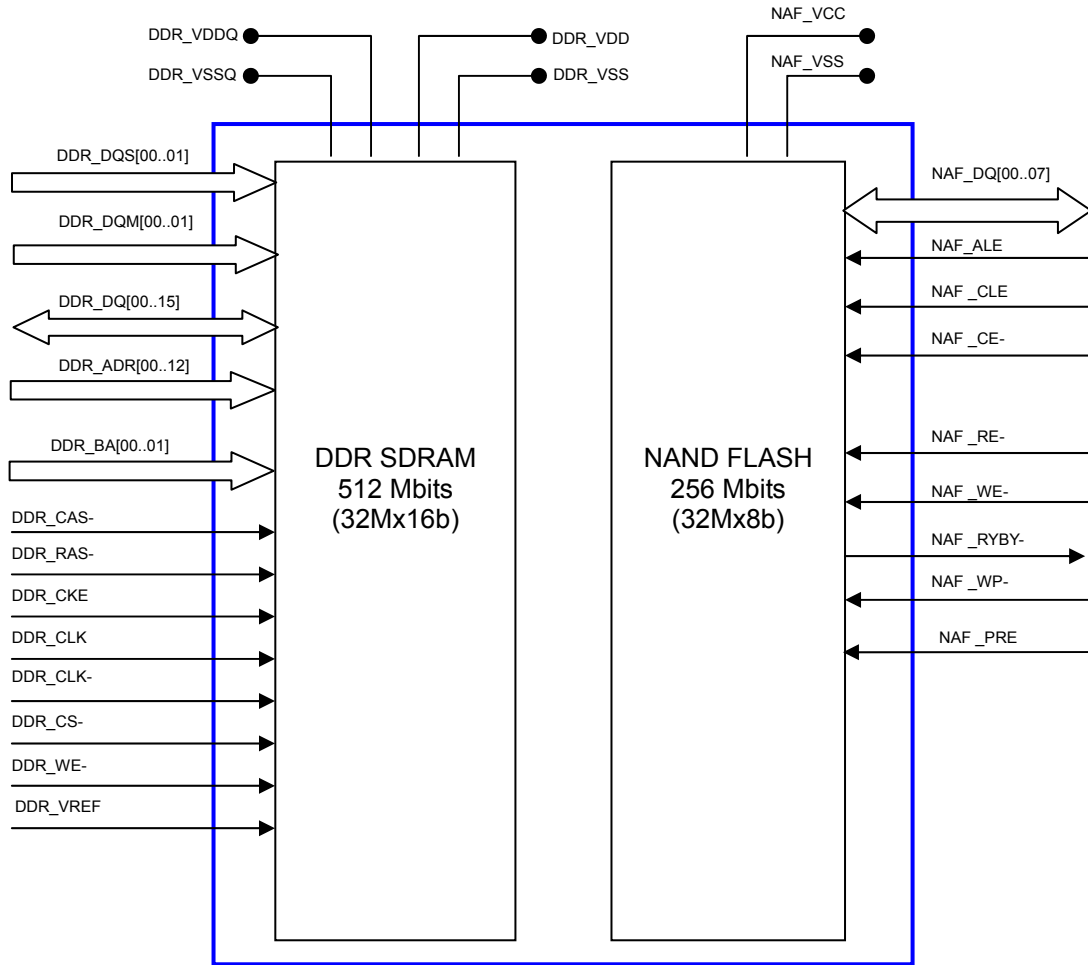 NAF_VCC
DDR_VDDQ
DDR_VDD
NAF_VSS
DDR_VSSQ
DDR_VSS
DDR_DQS[00..01]
DDR_DQM[00..01]
DDR_DQ[00..15]
DDR_ADR[00..12]
DDR_BA[00..01]
DDR_CAS-
DDR_RAS-
DDR_CKE
DDR_CLK
DDR_CLK-
DDR_CS-
DDR_WE-
DDR_VREF
DDR SDRAM
512 Mbits
(32Mx16b)
NAND FLASH
256 Mbits
(32Mx8b)
NAF_DQ[00..07]
NAF_ALE
NAF _CLE
NAF _CE-
NAF _RE-
NAF _WE-
NAF _RYBY-
NAF _WP-
NAF _PRE